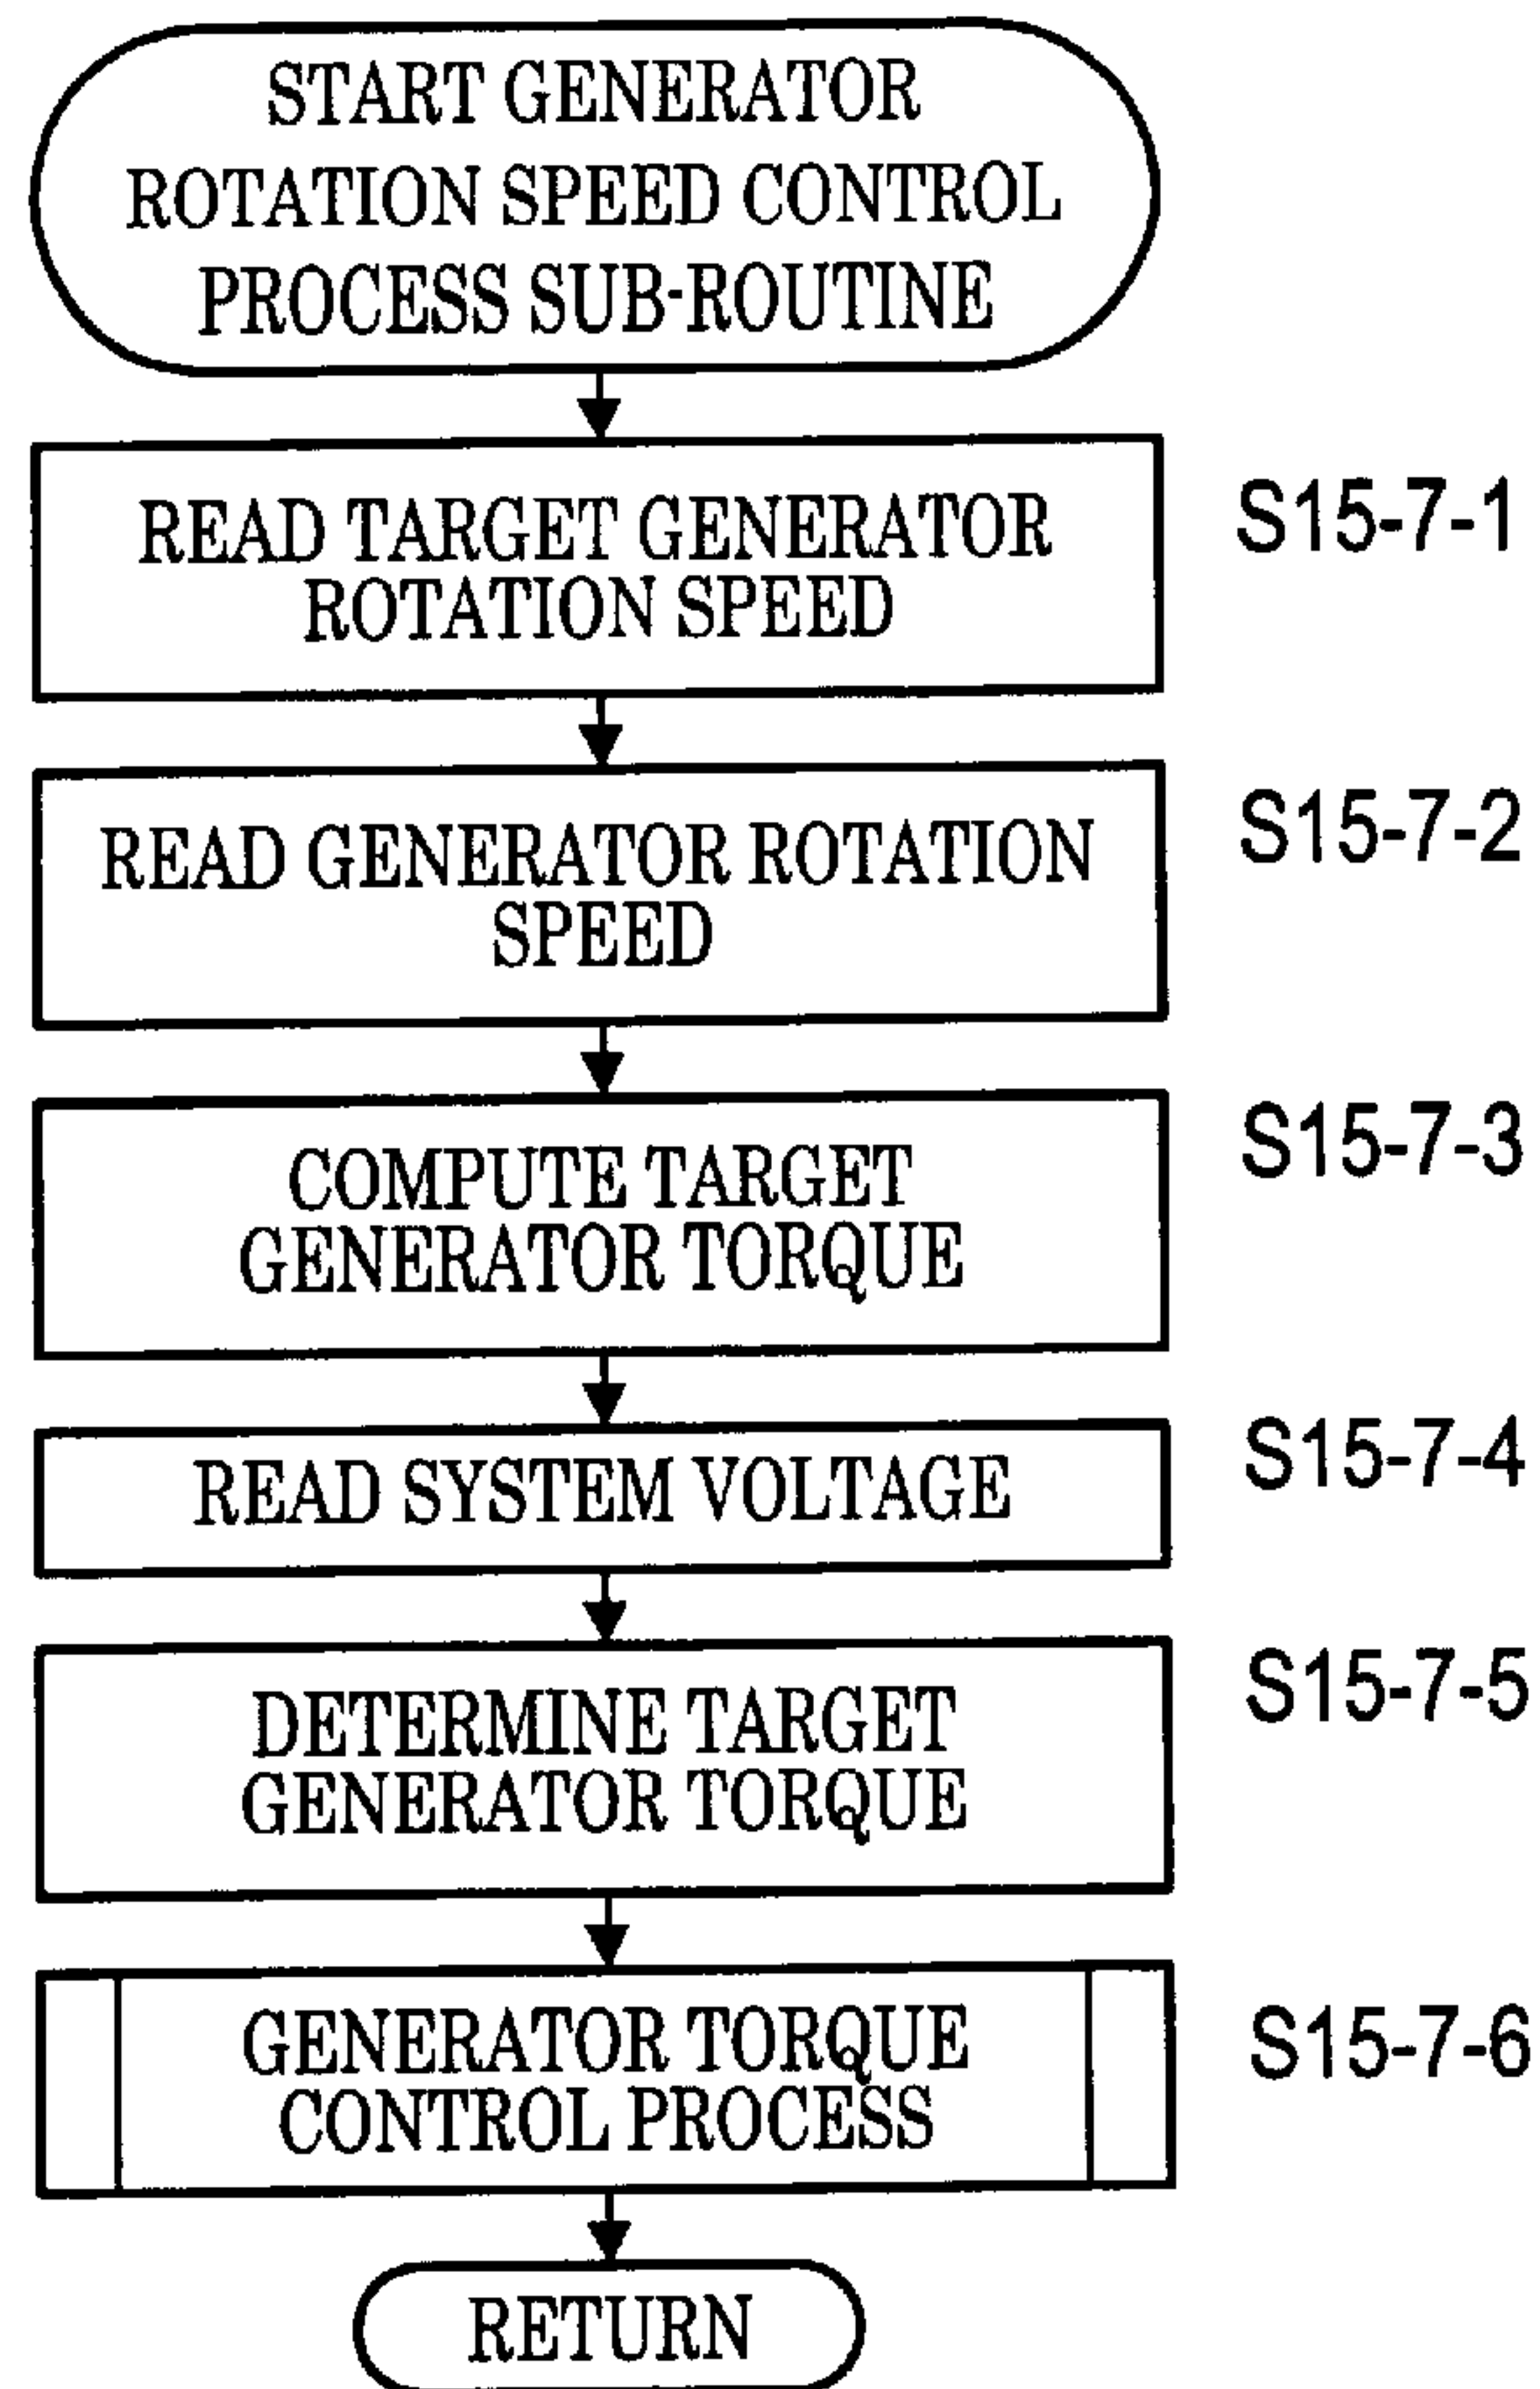 START GENERATOR
ROTATION SPEED CONTROL
PROCESS SUB-ROUTINE
READ TARGET GENERATOR
ROTATION SPEED
S15-7-1
READ GENERATOR ROTATION
SPEED
S15-7-2
COMPUTE TARGET
GENERATOR TORQUE
S15-7-3
READ SYSTEM VOLTAGE
S15-7-4
DETERMINE TARGET
GENERATOR TORQUE
S15-7-5
GENERATOR TORQUE
CONTROL PROCESS
S15-7-6
RETURN